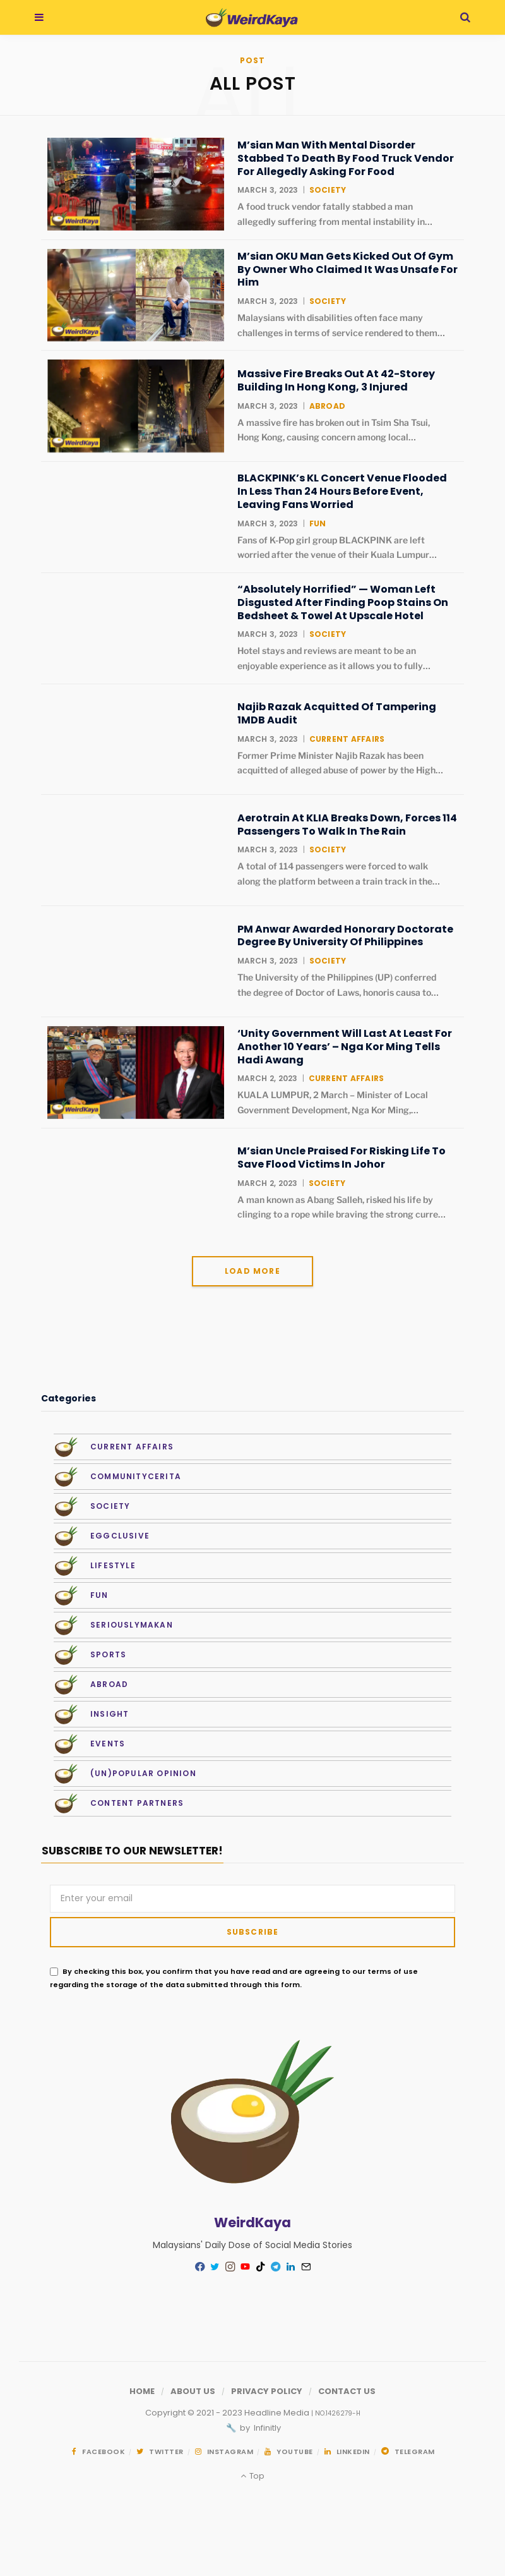 WeirdKaya
POST
All
ALL POST
M'sian Man With Mental Disorder
Stabbed To Death By Food Truck Vendor
For Allegedly Asking For Food
MARCH 3, 2023 | SOCIETY
A food truck vendor fatally stabbed a man
allegedly suffering from mental instability in...
WeirdKaya
M'sian OKU Man Gets Kicked Out Of Gym
By Owner Who Claimed It Was Unsafe For
Him
MARCH 3, 2023 | SOCIETY
Malaysians with disabilities often face many
challenges in terms of service rendered to them...
WeirdKaya
Massive Fire Breaks Out At 42-Storey
Building In Hong Kong, 3 Injured
MARCH 3, 2023 | ABROAD
A massive fire has broken out in Tsim Sha Tsui,
Hong Kong, causing concern among local...
WeirdKaya
BLACKPINK's KL Concert Venue Flooded
In Less Than 24 Hours Before Event,
Leaving Fans Worried
MARCH 3, 2023 | FUN
Fans of K-Pop girl group BLACKPINK are left
worried after the venue of their Kuala Lumpur...
“Absolutely Horrified” — Woman Left
Disgusted After Finding Poop Stains On
Bedsheet & Towel At Upscale Hotel
MARCH 3, 2023 | SOCIETY
Hotel stays and reviews are meant to be an
enjoyable experience as it allows you to fully...
Najib Razak Acquitted Of Tampering
1MDB Audit
MARCH 3, 2023 | CURRENT AFFAIRS
Former Prime Minister Najib Razak has been
acquitted of alleged abuse of power by the High...
Aerotrain At KLIA Breaks Down, Forces 114
Passengers To Walk In The Rain
MARCH 3, 2023 | SOCIETY
A total of 114 passengers were forced to walk
along the platform between a train track in the...
PM Anwar Awarded Honorary Doctorate
Degree By University Of Philippines
MARCH 3, 2023 | SOCIETY
The University of the Philippines (UP) conferred
the degree of Doctor of Laws, honoris causa to...
‘Unity Government Will Last At Least For
Another 10 Years’ – Nga Kor Ming Tells
Hadi Awang
MARCH 2, 2023 | CURRENT AFFAIRS
KUALA LUMPUR, 2 March – Minister of Local
Government Development, Nga Kor Ming,...
WeirdKaya
M'sian Uncle Praised For Risking Life To
Save Flood Victims In Johor
MARCH 2, 2023 | SOCIETY
A man known as Abang Salleh, risked his life by
clinging to a rope while braving the strong curre...
LOAD MORE
Categories
CURRENT AFFAIRS
COMMUNITYCERITA
SOCIETY
EGGCLUSIVE
LIFESTYLE
FUN
SERIOUSLYMAKAN
SPORTS
ABROAD
INSIGHT
EVENTS
(UN)POPULAR OPINION
CONTENT PARTNERS
SUBSCRIBE TO OUR NEWSLETTER!
Enter your email
SUBSCRIBE
By checking this box, you confirm that you have read and are agreeing to our terms of use
regarding the storage of the data submitted through this form.
WeirdKaya
Malaysians' Daily Dose of Social Media Stories
HOME / ABOUT US / PRIVACY POLICY / CONTACT US
Copyright © 2021 - 2023 Headline Media | NO.1426279-H
🔧 by Infinitly
FACEBOOK / TWITTER / INSTAGRAM / YOUTUBE / LINKEDIN / TELEGRAM
Top